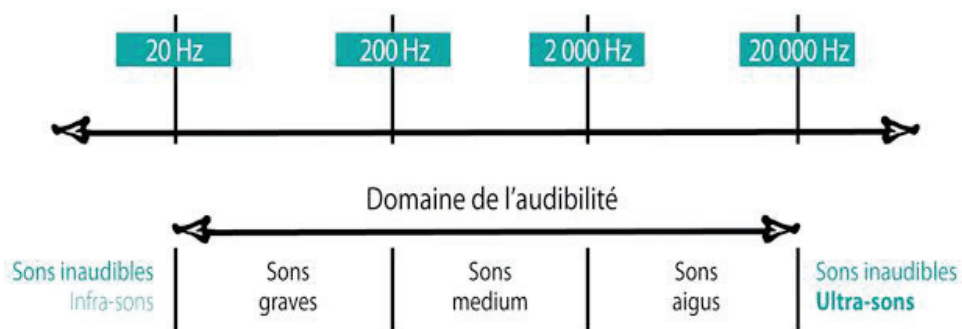 20 Hz 200 Hz 2 000 Hz 20 000 Hz
Domaine de l'audibilité
Sons inaudibles Sons Sons Sons Sons inaudibles
Infra-sons graves medium aigus Ultra-sons